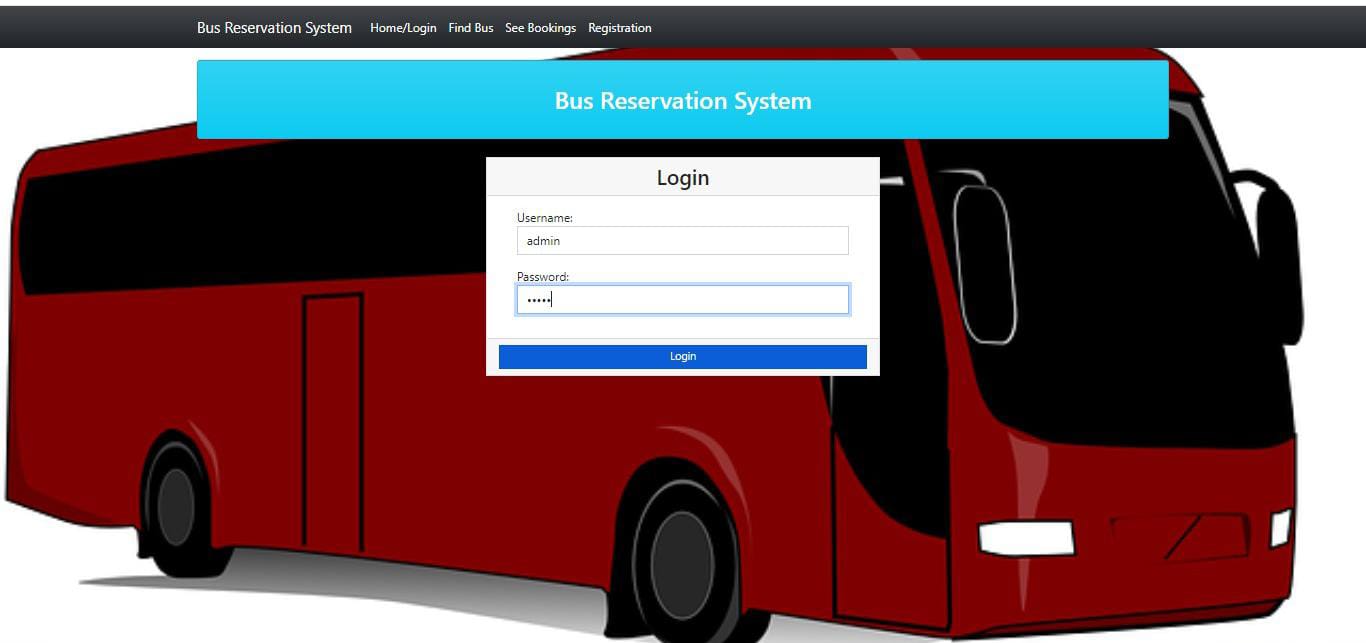 Bus Reservation System Home/Login Find Bus See Bookings Registration
Bus Reservation System
Login
Username:
admin
Password:
•••••
Login